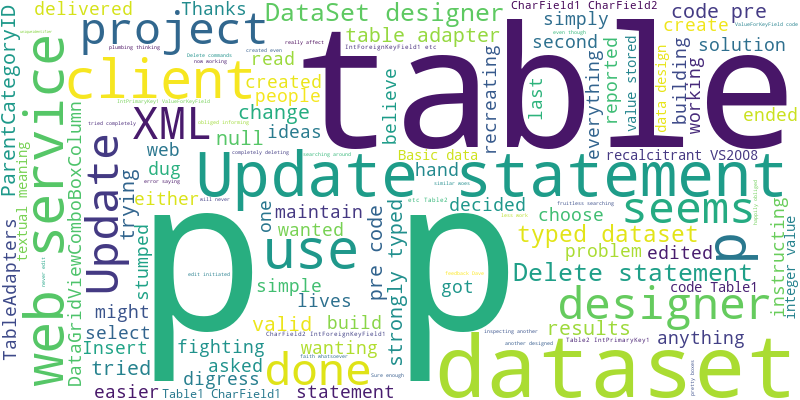 delivered
Thanks
DataSet designer
CharField1 CharField2
code pre
ValueForKeyField code
plumbing thinking
Delete commands
really affect
even though
unparametter
now working
project
table adapter
IntForeignKeyField1 etc
simply
create
created even
read
second
solution
ParentCategoryID
client
table
IntPrimaryKey1 ValueForKeyField
created
people
believe
recreating
last
everything
reported
value stored
data design
building
working
web service
XML
change
ideas
tried completely
obliged informing
ended
null
web
dug
completely deleting
searching around
Basic data
recalcitrant VS2008
error saying
will never
similar woes
hand
Update statement
textual meaning
DataGridViewComboBoxColumn
Update
trying
either
stumped
one
maintain
wanted
pre code
decided
etc Table2
fruitless searching
less work
choose
seems
instructing
integer value
TableAdapters
use
simple
strongly typed
typed dataset
p
edited
problem
never edit
edit initiated
got
Delete statement
code Table1
lives
p
p
might
valid
build
designer
anything
select
Insert
fighting
wanting
CharField2 IntForeignKeyField1
results
inspecting another
Table2 IntPrimaryKey1
another designed
tried
done
asked
digress
faith whatsoever
Sure enough
dataset
pretty boxes
easier
Table1 CharField1
statement